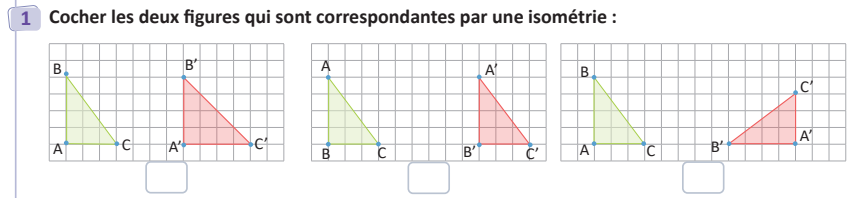 1 Cocher les deux figures qui sont correspondantes par une isométrie :
B B′ A A′ B C′
A C A′ C′ B C B′ C′ A C B′ A′